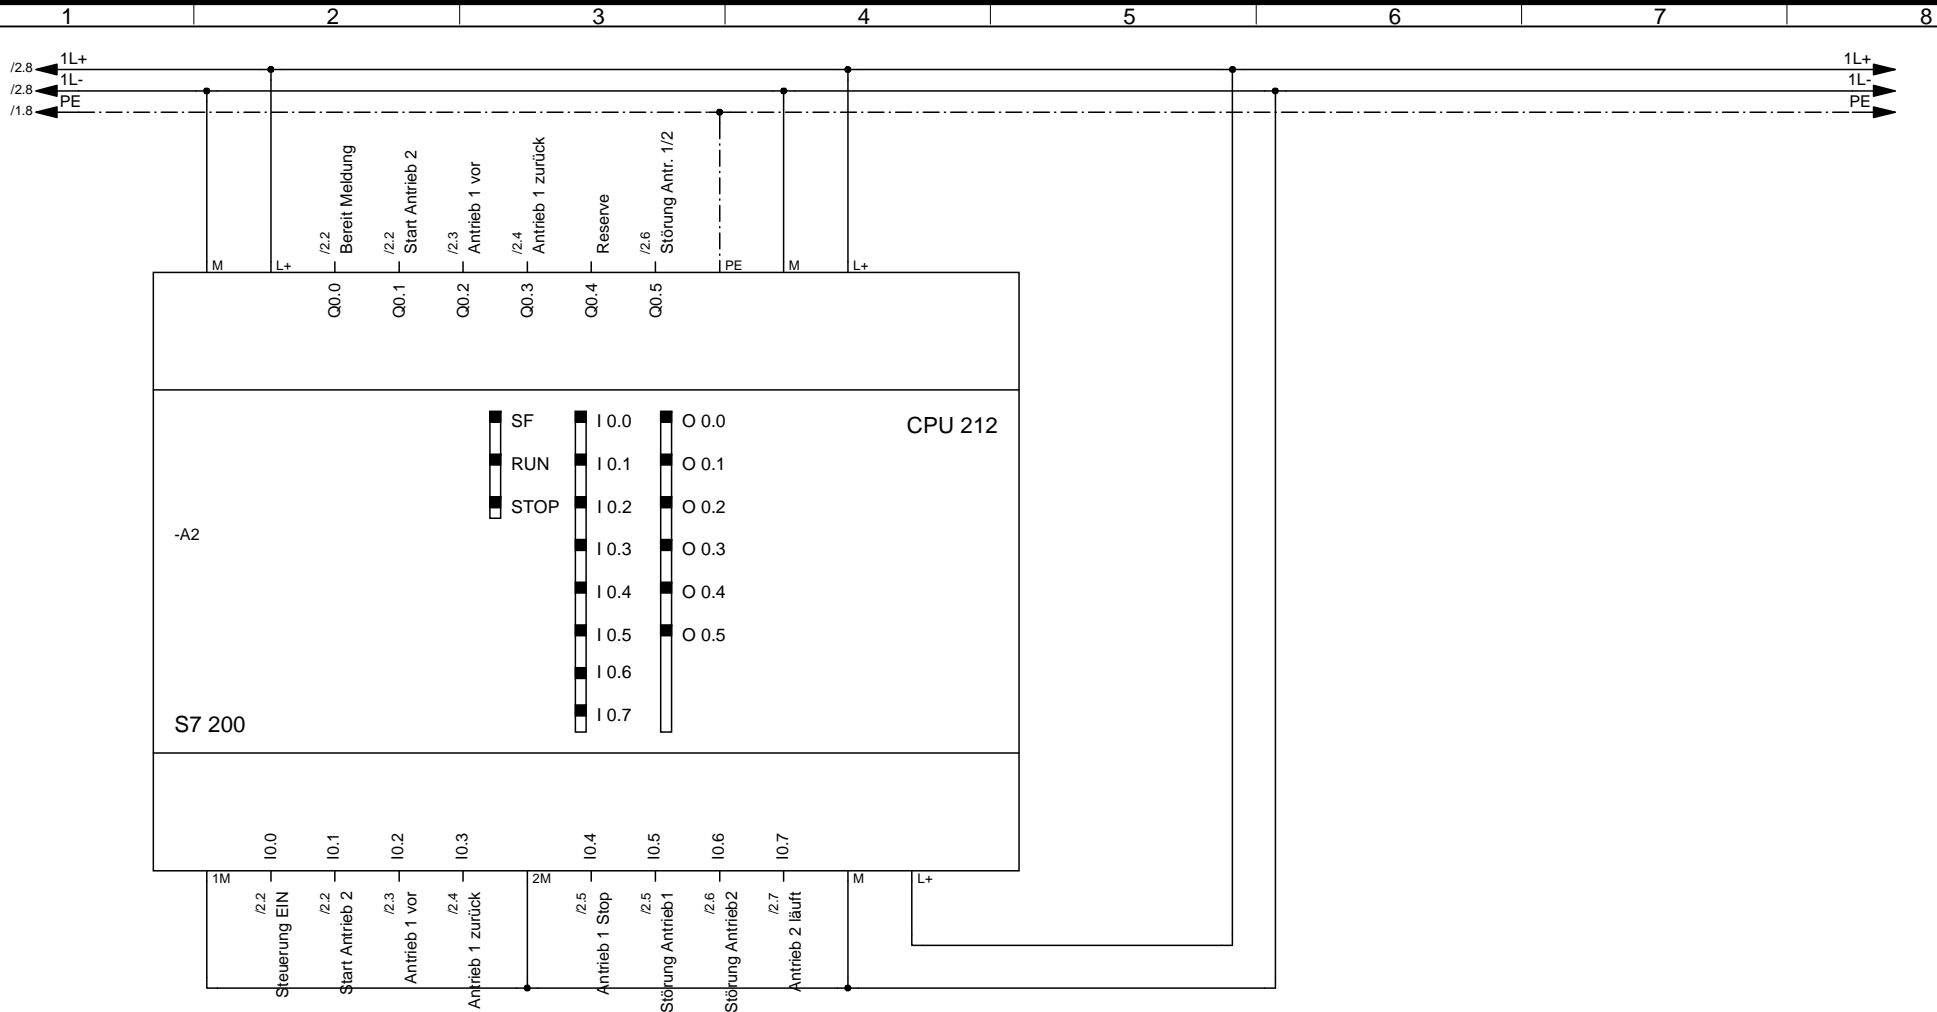 1 2 3 4 5 6 7 8
/2.8 1L+ 1L+
/2.8 1L- 1L-
/1.8 PE PE
/2.2 Bereit Meldung
/2.2 Start Antrieb 2
/2.3 Antrieb 1 vor
/2.4 Antrieb 1 zurück
Reserve
/2.6 Störung Antr. 1/2
M L+ PE M L+
Q0.0 Q0.1 Q0.2 Q0.3 Q0.4 Q0.5
SF I 0.0 O 0.0 CPU 212
RUN I 0.1 O 0.1
STOP I 0.2 O 0.2
-A2
I 0.3 O 0.3
I 0.4 O 0.4
I 0.5 O 0.5
I 0.6
I 0.7
S7 200
I0.0 I0.1 I0.2 I0.3 I0.4 I0.5 I0.6 I0.7
1M 2M M L+
/2.2 Steuerung EIN
/2.2 Start Antrieb 2
/2.3 Antrieb 1 vor
/2.4 Antrieb 1 zurück
/2.5 Antrieb 1 Stop
/2.5 Störung Antrieb1
/2.6 Störung Antrieb2
/2.7 Antrieb 2 läuft